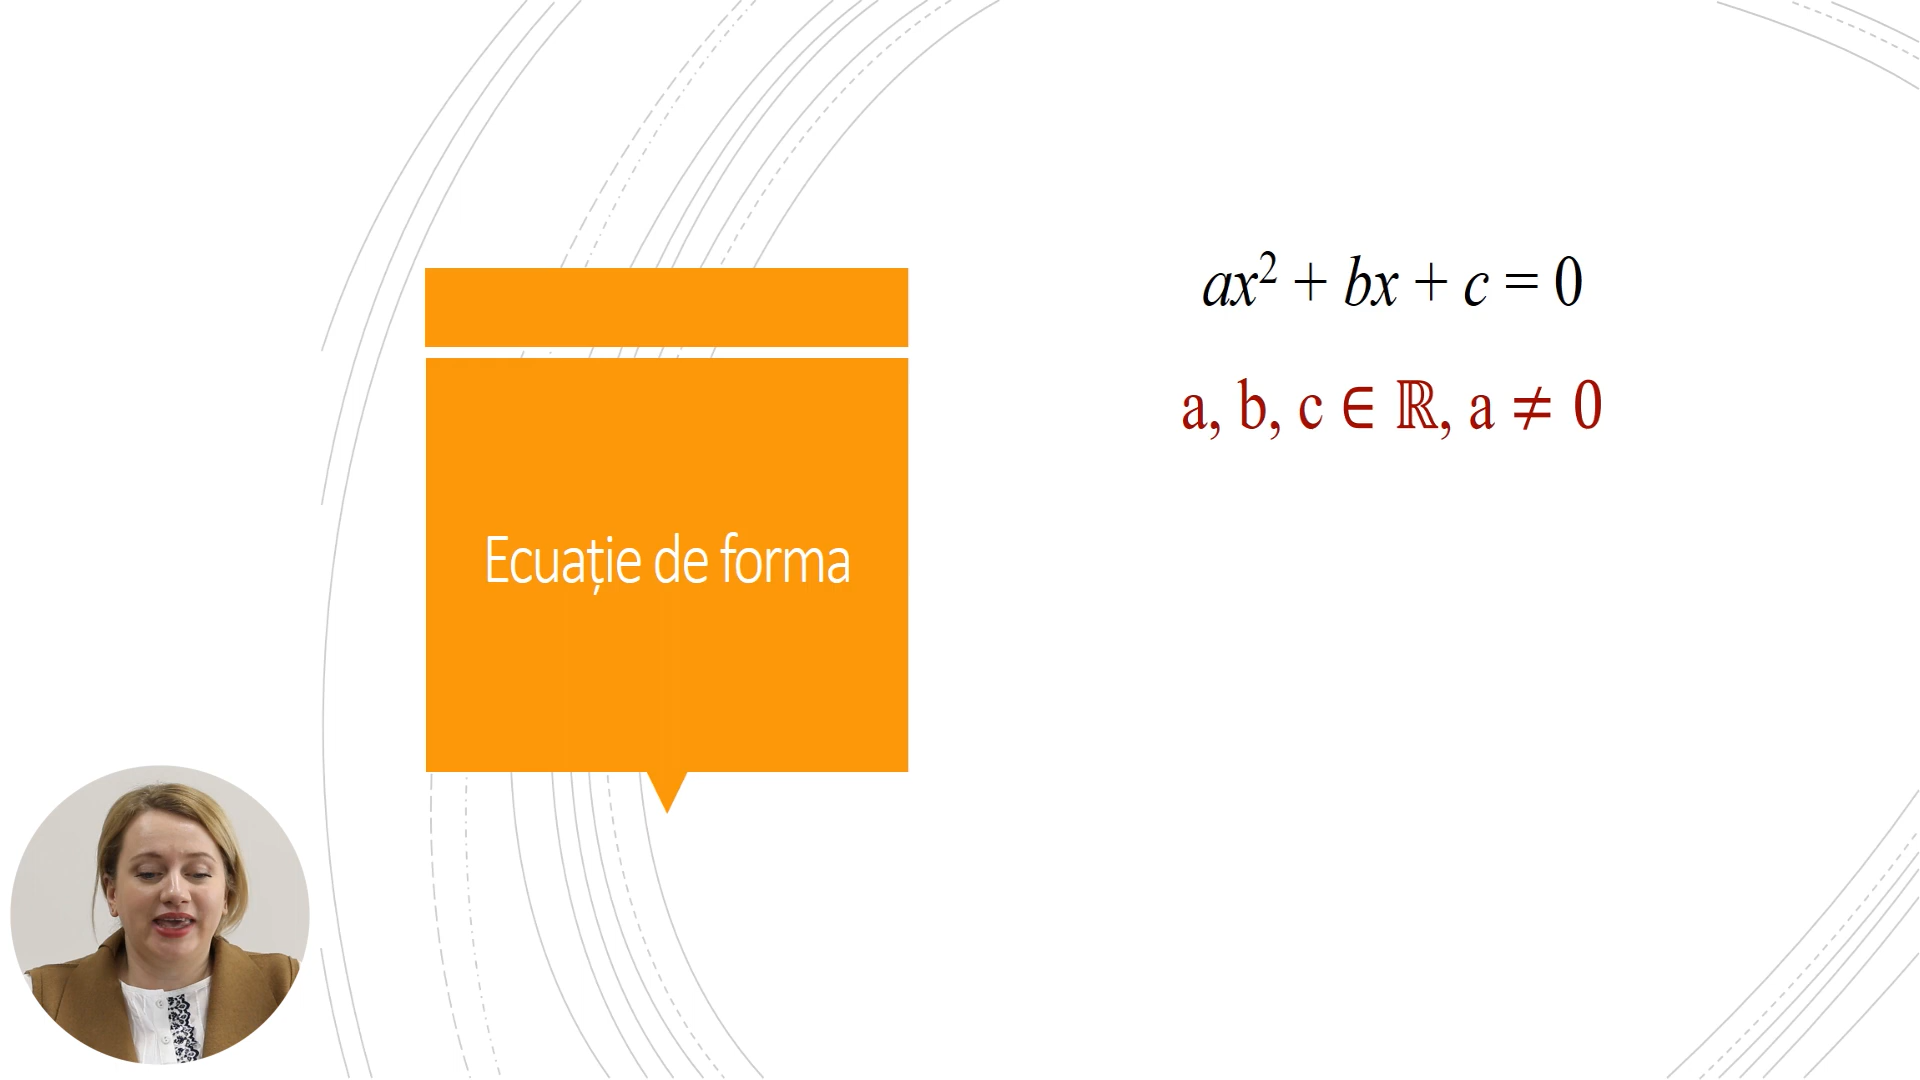 Ecuație de forma
ax² + bx + c = 0
a, b, c ∈ ℝ, a ≠ 0